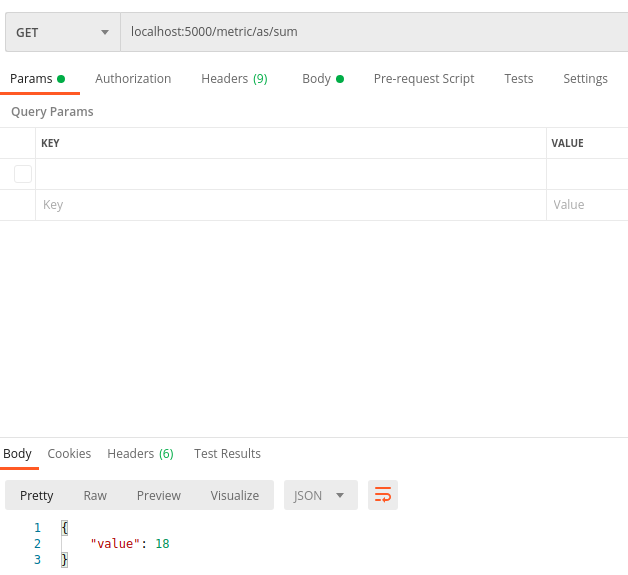 GET localhost:5000/metric/as/sum
Params Authorization Headers (9) Body Pre-request Script Tests Settings
Query Params
KEY VALUE
Key Value
Body Cookies Headers (6) Test Results
Pretty Raw Preview Visualize JSON
1 {
2 "value": 18
3 }